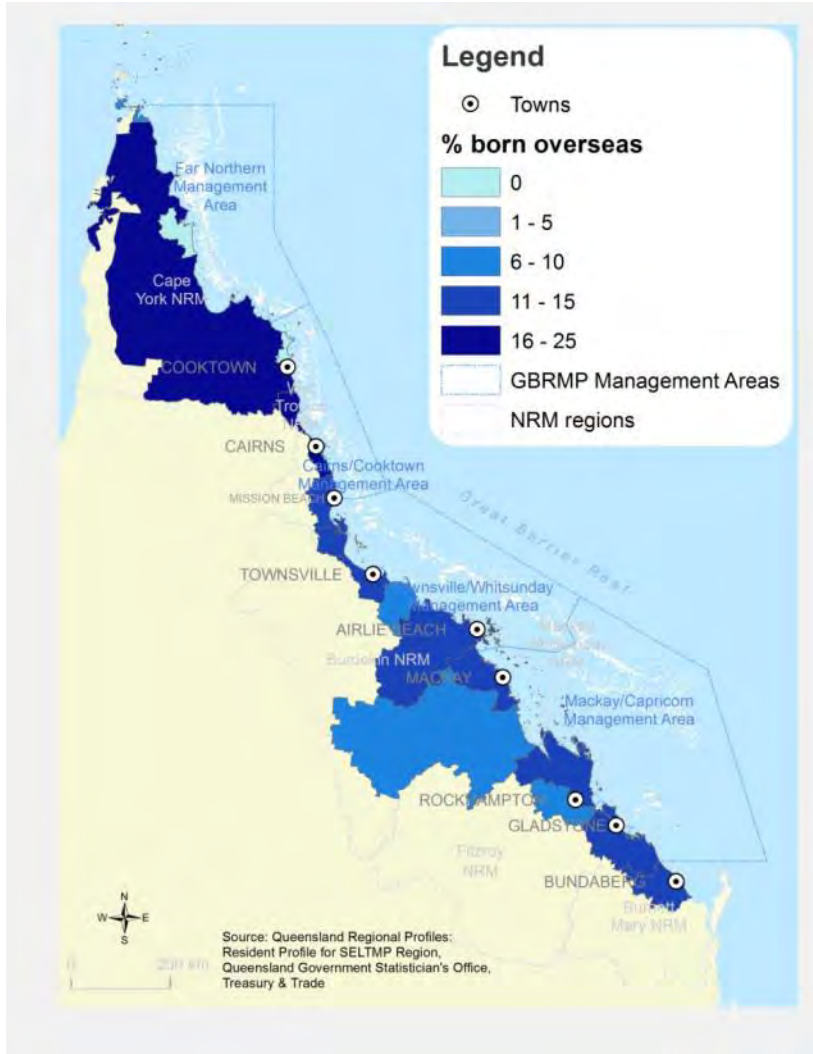 Legend
Towns
% born overseas
0
1 - 5
6 - 10
11 - 15
16 - 25
GBRMP Management Areas
NRM regions
Far Northern
Management
Area
Cape
York NRM
COOKTOWN
CAIRNS
Cairns/Cooktown
Management Area
MISSION BEACH
Great Barrier Reef
TOWNSVILLE
Management Area
AIRLIE BEACH
Burdekin NRM
MACKAY
Mackay/Capricorn
Management Area
ROCKHAMPTON
GLADSTONE
Fitzroy
NRM
BUNDABERG
Burnett
Mary NRM
N
W E
S
Source: Queensland Regional Profiles:
Resident Profile for SELTMP Region,
Queensland Government Statistician's Office,
Treasury & Trade
0 200 km